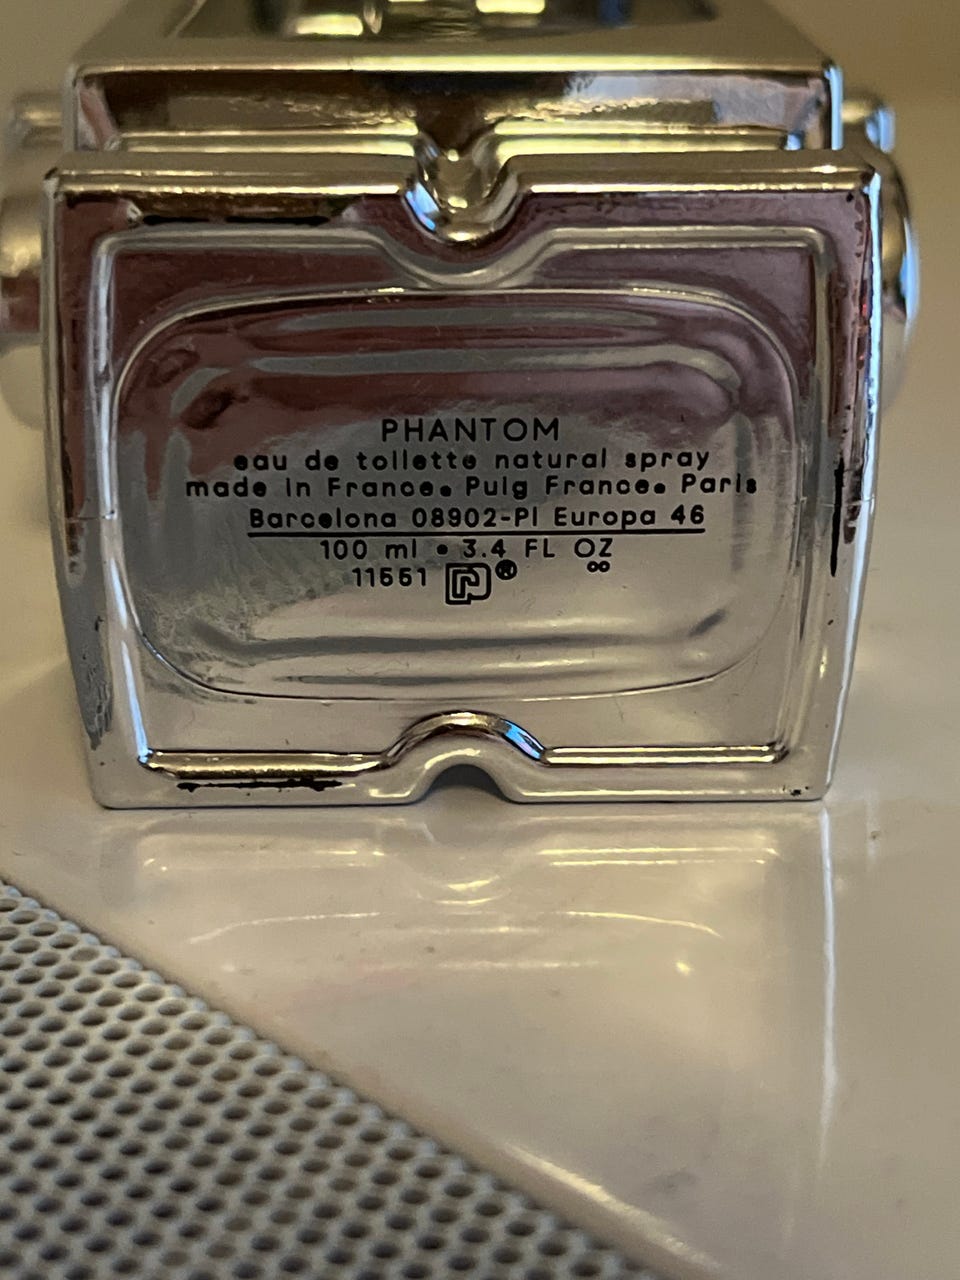 PHANTOM
eau de toilette natural spray
made in France. Puig France. Paris
Barcelona 08902-Pl Europa 46
100 ml • 3.4 FL OZ
11551 ®